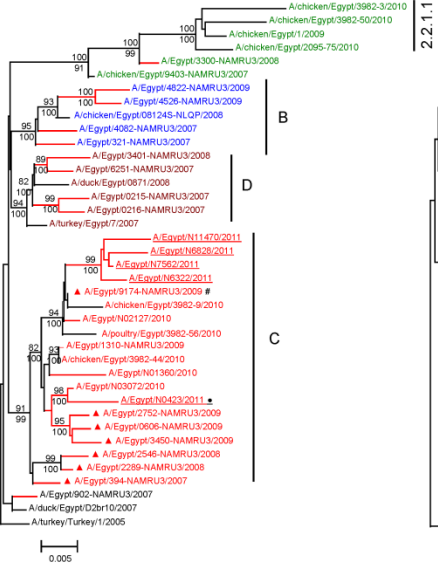 A/chicken/Egypt/3982-3/2010
A/chicken/Egypt/3982-50/2010
A/chicken/Egypt/1/2009
A/chicken/Egypt/2095-75/2010
2.2.1.1
100
100
100
91
A/Egypt/3300-NAMRU3/2008
A/chicken/Egypt/9403-NAMRU3/2007
A/Egypt/4822-NAMRU3/2009
93
100
100
A/Egypt/4526-NAMRU3/2009
A/chicken/Egypt/08124S-NLQP/2008
B
95
100
A/Egypt/4082-NAMRU3/2007
A/Egypt/321-NAMRU3/2007
A/Egypt/3401-NAMRU3/2008
89
100
A/Egypt/6251-NAMRU3/2007
82
A/duck/Egypt/0871/2008
D
A/Egypt/0215-NAMRU3/2007
99
100
94
100
A/Egypt/0216-NAMRU3/2007
A/turkey/Egypt/7/2007
A/Egypt/N11470/2011
A/Egypt/N6828/2011
99
100
A/Egypt/N7562/2011
A/Egypt/N6322/2011
A/Egypt/9174-NAMRU3/2009 #
A/chicken/Egypt/3982-9/2010
94
100
A/Egypt/N02127/2010
A/poultry/Egypt/3982-56/2010
C
A/Egypt/1310-NAMRU3/2009
82
100
93
100
A/chicken/Egypt/3982-44/2010
A/Egypt/N01360/2010
A/Egypt/N03072/2010
98
100
A/Egypt/N0423/2011 ●
91
99
A/Egypt/2752-NAMRU3/2009
95
100
A/Egypt/0606-NAMRU3/2009
A/Egypt/3450-NAMRU3/2009
A/Egypt/2546-NAMRU3/2008
100
100
A/Egypt/2289-NAMRU3/2008
A/Egypt/394-NAMRU3/2007
A/Egypt/902-NAMRU3/2007
A/duck/Egypt/D2br10/2007
A/turkey/Turkey/1/2005
0.005